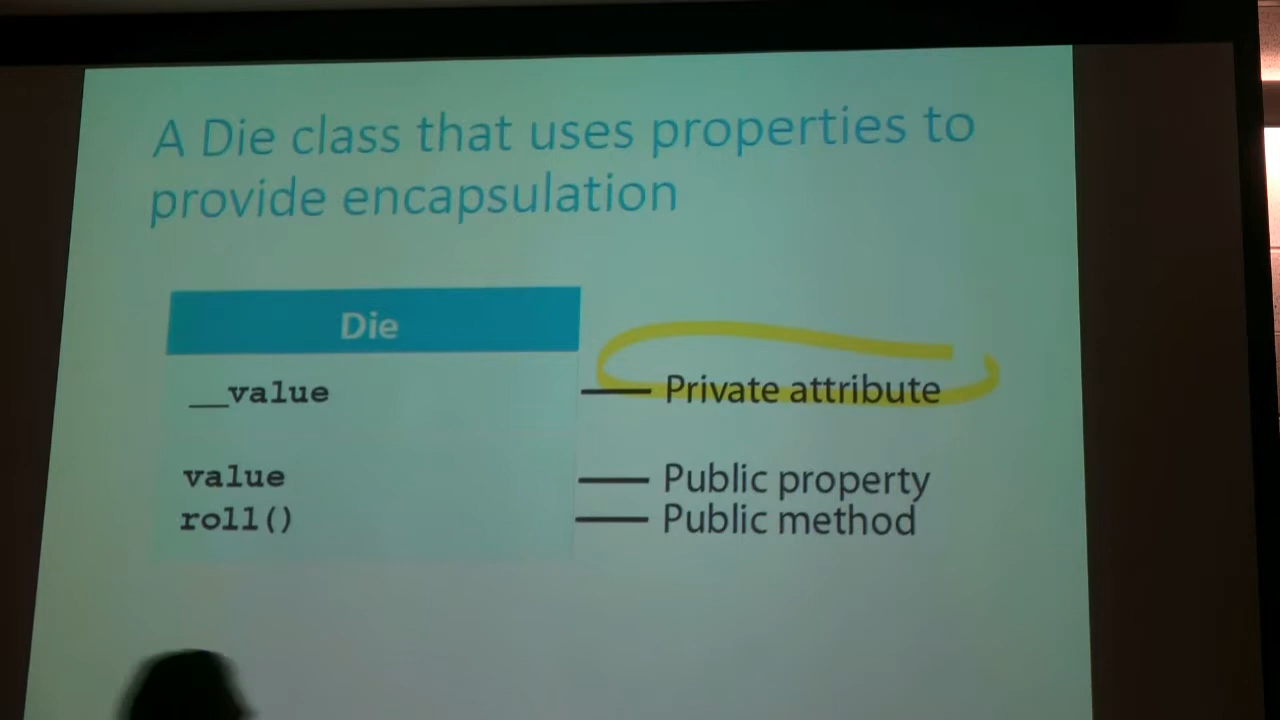 A Die class that uses properties to
provide encapsulation
Die
__value — Private attribute
value — Public property
roll() — Public method